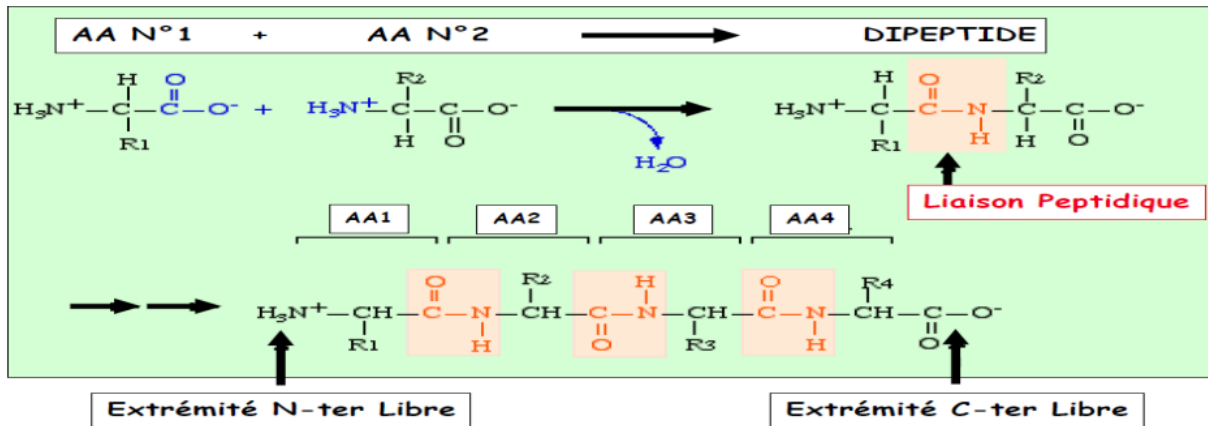 AA N°1 + AA N°2 DIPEPTIDE
H O R2 H O R2
H₃N⁺—C—C—O⁻ + H₃N⁺—C—C—O⁻ H₃N⁺—C—C—N—C—C—O⁻
R1 H O H₂O R1 H H O
Liaison Peptidique
AA1 AA2 AA3 AA4
O R2 H O R4
H₃N⁺—CH—C—N—CH—C—N—CH—C—N—CH—C—O⁻
R1 H O R3 H O
Extrémité N-ter Libre Extrémité C-ter Libre